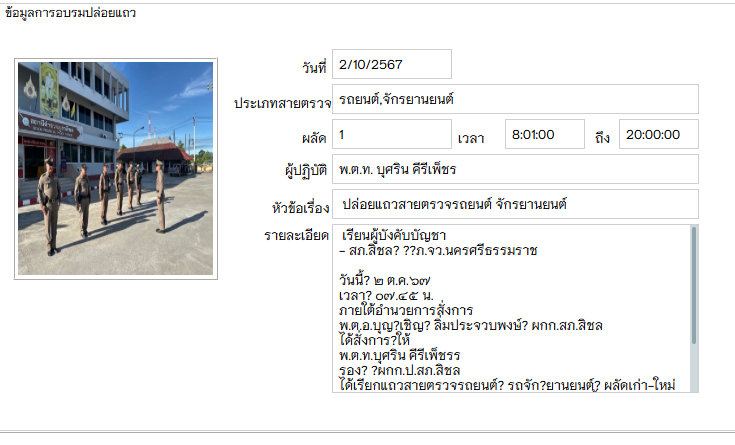 ข้อมูลการอบรมปล่อยแถว
วันที่ 2/10/2567
ประเภทสายตรวจ รถยนต์,จักรยานยนต์
ผลัด 1 เวลา 8:01:00 ถึง 20:00:00
ผู้ปฏิบัติ พ.ต.ท. บุศริน คีรีเพ็ชร
หัวข้อเรื่อง ปล่อยแถวสายตรวจรถยนต์ จักรยานยนต์
รายละเอียด เรียนผู้บังคับบัญชา
- สภ.สิชล? ??ภ.จว.นครศรีธรรมราช
วันนี้? ๒ ต.ค.๖๗
เวลา? ๐๗.๔๕ น.
ภายใต้อำนวยการสั่งการ
พ.ต.อ.บุญ?เชิญ? ลิ่มประจวบพงษ์? ผกก.สภ.สิชล
ได้สั่งการ?ให้
พ.ต.ท.บุศริน คีรีเพ็ชรร
รอง? ?ผกก.ป.สภ.สิชล
ได้เรียกแถวสายตรวจรถยนต์? รถจัก?ยานยนต์? ผลัดเก่า-ใหม่